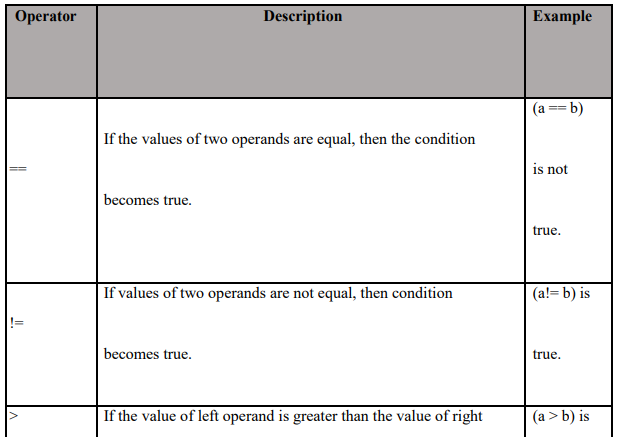 Operator Description Example
(a == b)
If the values of two operands are equal, then the condition
== is not
becomes true.
true.
If values of two operands are not equal, then condition (a!= b) is
!=
becomes true. true.
> If the value of left operand is greater than the value of right (a > b) is